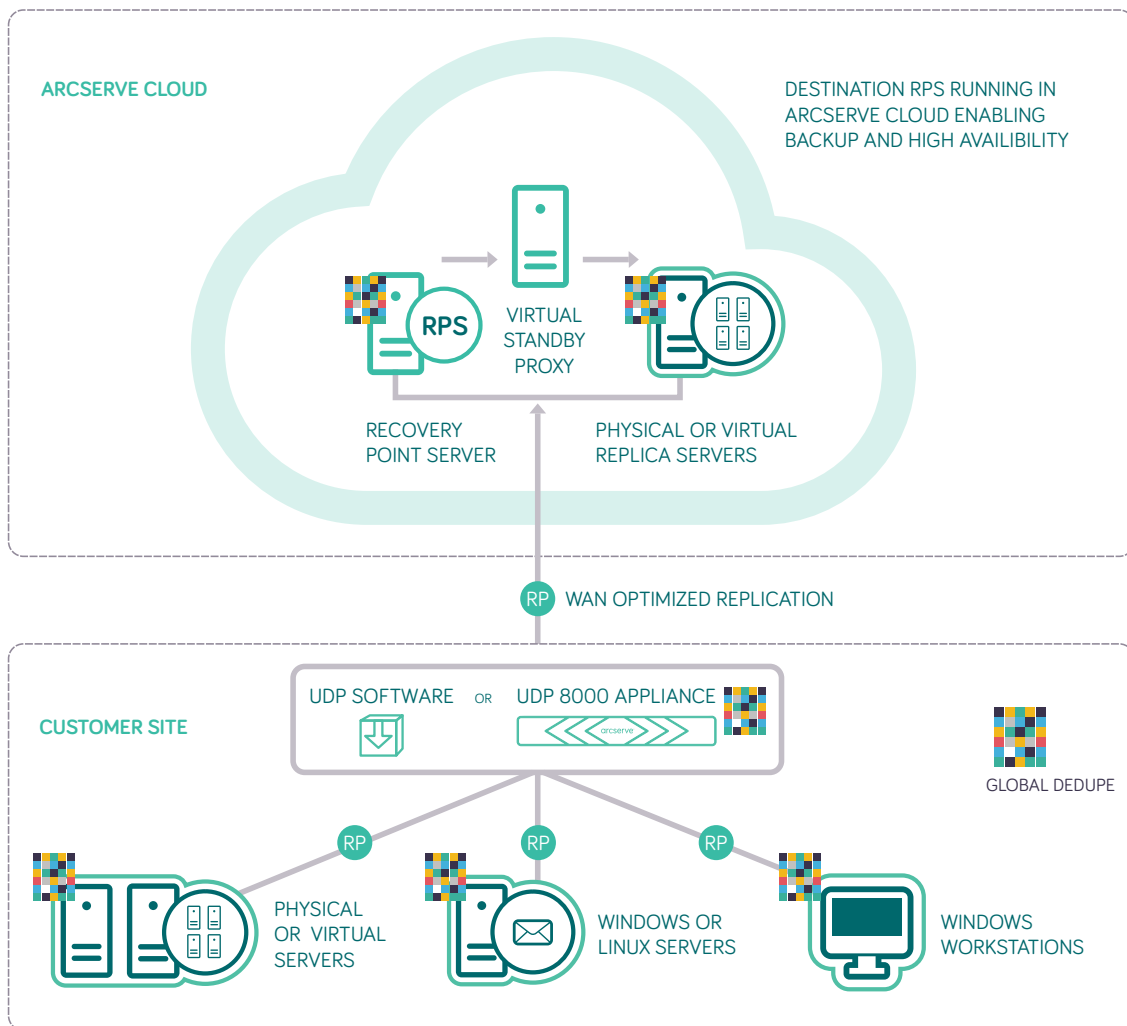 ARCSERVE CLOUD
DESTINATION RPS RUNNING IN
ARCSERVE CLOUD ENABLING
BACKUP AND HIGH AVAILIBILITY
RPS
VIRTUAL
STANDBY
PROXY
RECOVERY
POINT SERVER
PHYSICAL OR VIRTUAL
REPLICA SERVERS
RP WAN OPTIMIZED REPLICATION
CUSTOMER SITE
UDP SOFTWARE OR UDP 8000 APPLIANCE
arcserve
GLOBAL DEDUPE
RP
RP
RP
PHYSICAL
OR VIRTUAL
SERVERS
WINDOWS OR
LINUX SERVERS
WINDOWS
WORKSTATIONS